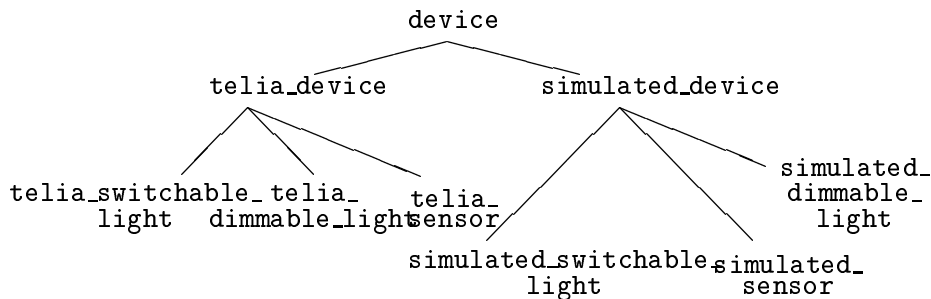 device
telia_device
simulated_device
telia_switchable_
light
telia_
dimmable_light
telia_
sensor
simulated_
dimmable_
light
simulated_switchable_
light
simulated_
sensor